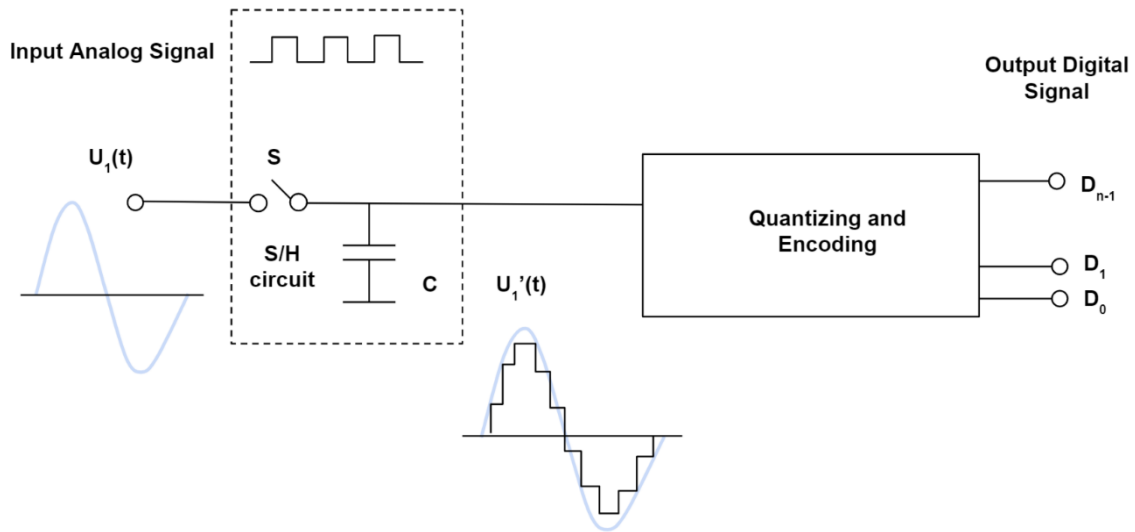 Input Analog Signal
Output Digital
Signal
U₁(t)
S
S/H
circuit
C
U₁’(t)
Quantizing and
Encoding
Dₙ₋₁
D₁
D₀